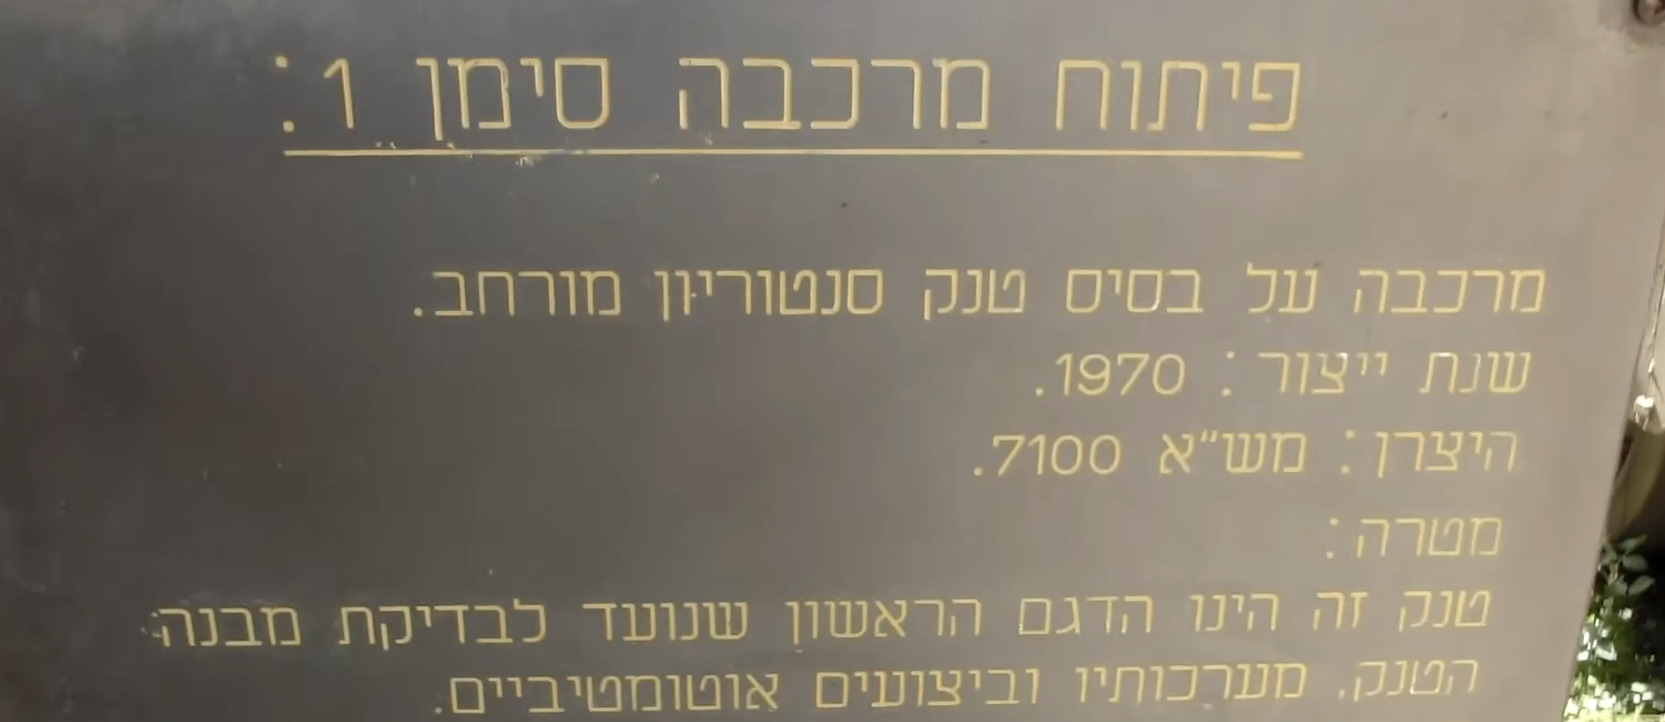 פיתוח מרכבה סימן 1:
מרכבה על בסיס טנק סנטוריון מורחב.
שנת ייצור: 1970.
היצרן: מש"א 7100.
מטרה:
טנק זה הינו הדגם הראשון שנועד לבדיקת מבנה
הטנק, מערכותיו וביצועים אוטומטיביים.